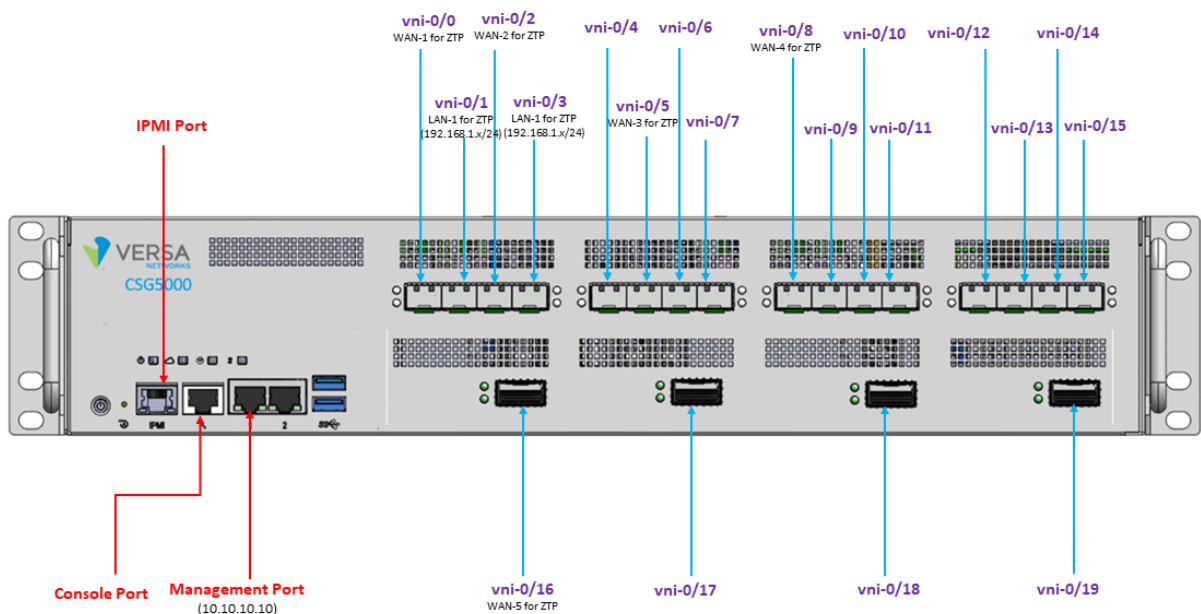 vni-0/0
WAN-1 for ZTP
vni-0/2
WAN-2 for ZTP
vni-0/4
vni-0/6
vni-0/8
WAN-4 for ZTP
vni-0/10
vni-0/12
vni-0/14
IPMI Port
vni-0/1
LAN-1 for ZTP
(192.168.1.x/24)
vni-0/3
LAN-1 for ZTP
(192.168.1.x/24)
vni-0/5
WAN-3 for ZTP
vni-0/7
vni-0/9
vni-0/11
vni-0/13
vni-0/15
VERSA
NETWORKS
CSG5000
IPMI
2
Console Port
Management Port
(10.10.10.10)
vni-0/16
WAN-5 for ZTP
vni-0/17
vni-0/18
vni-0/19